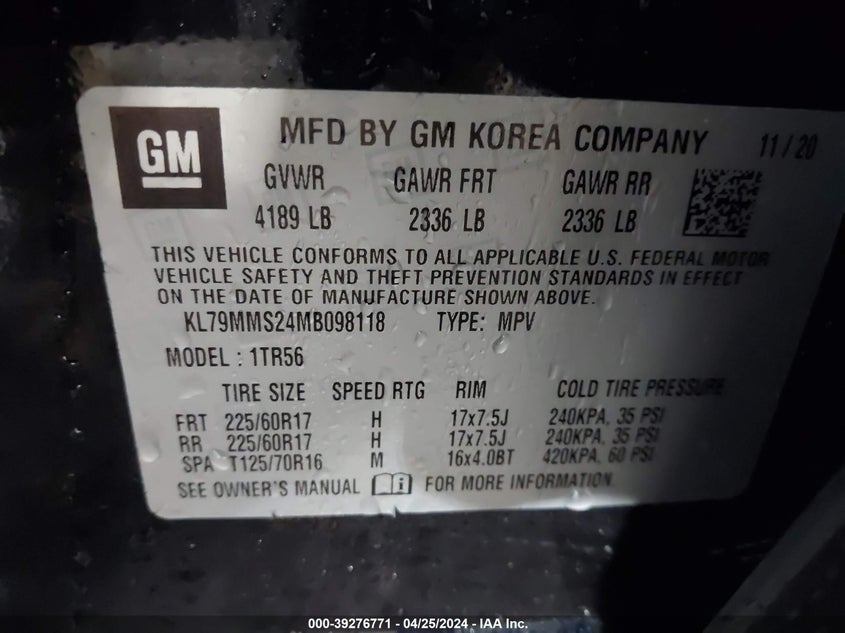 GM MFD BY GM KOREA COMPANY 11/20
GVWR GAWR FRT GAWR RR
4189 LB 2336 LB 2336 LB
THIS VEHICLE CONFORMS TO ALL APPLICABLE U.S. FEDERAL MOTOR
VEHICLE SAFETY AND THEFT PREVENTION STANDARDS IN EFFECT
ON THE DATE OF MANUFACTURE SHOWN ABOVE.
KL79MMS24MB098118 TYPE: MPV
MODEL : 1TR56
TIRE SIZE SPEED RTG RIM COLD TIRE PRESSURE
FRT 225/60R17 H 17x7.5J 240KPA, 35 PSI
RR 225/60R17 H 17x7.5J 240KPA, 35 PSI
SPA T125/70R16 M 16x4.0BT 420KPA, 60 PSI
SEE OWNER'S MANUAL i FOR MORE INFORMATION
000-39276771 / 04/25/2024 - IAA Inc.